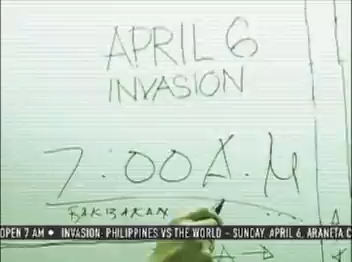 APRIL 6
INVASION
7:00 A.M
BAKBAKAN
OPEN 7 AM • INVASION: PHILIPPINES VS THE WORLD - SUNDAY, APRIL 6, ARANETA C
A →